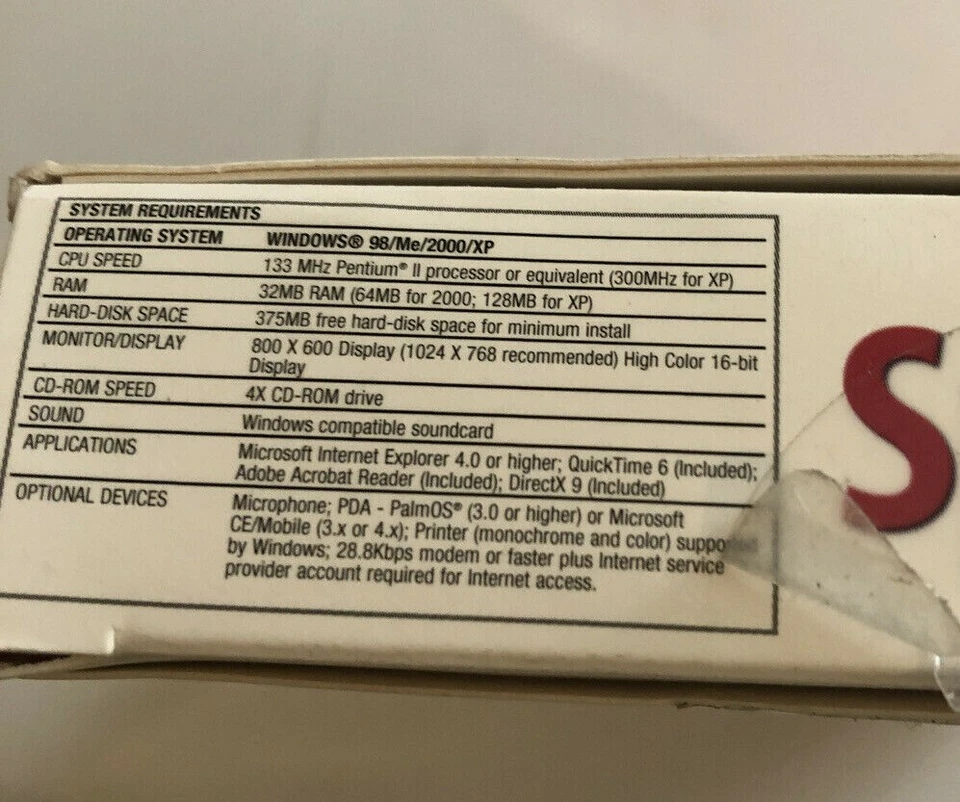 SYSTEM REQUIREMENTS
OPERATING SYSTEM WINDOWS® 98/Me/2000/XP
CPU SPEED 133 MHz Pentium® II processor or equivalent (300MHz for XP)
RAM 32MB RAM (64MB for 2000; 128MB for XP)
HARD-DISK SPACE 375MB free hard-disk space for minimum install
MONITOR/DISPLAY 800 X 600 Display (1024 X 768 recommended) High Color 16-bit
Display
CD-ROM SPEED 4X CD-ROM drive
SOUND Windows compatible soundcard
APPLICATIONS Microsoft Internet Explorer 4.0 or higher; QuickTime 6 (Included);
Adobe Acrobat Reader (Included); DirectX 9 (Included)
OPTIONAL DEVICES Microphone; PDA - PalmOS® (3.0 or higher) or Microsoft
CE/Mobile (3.x or 4.x); Printer (monochrome and color)
by Windows; 28.8Kbps modem or faster plus Internet service
provider account required for Internet access.
S